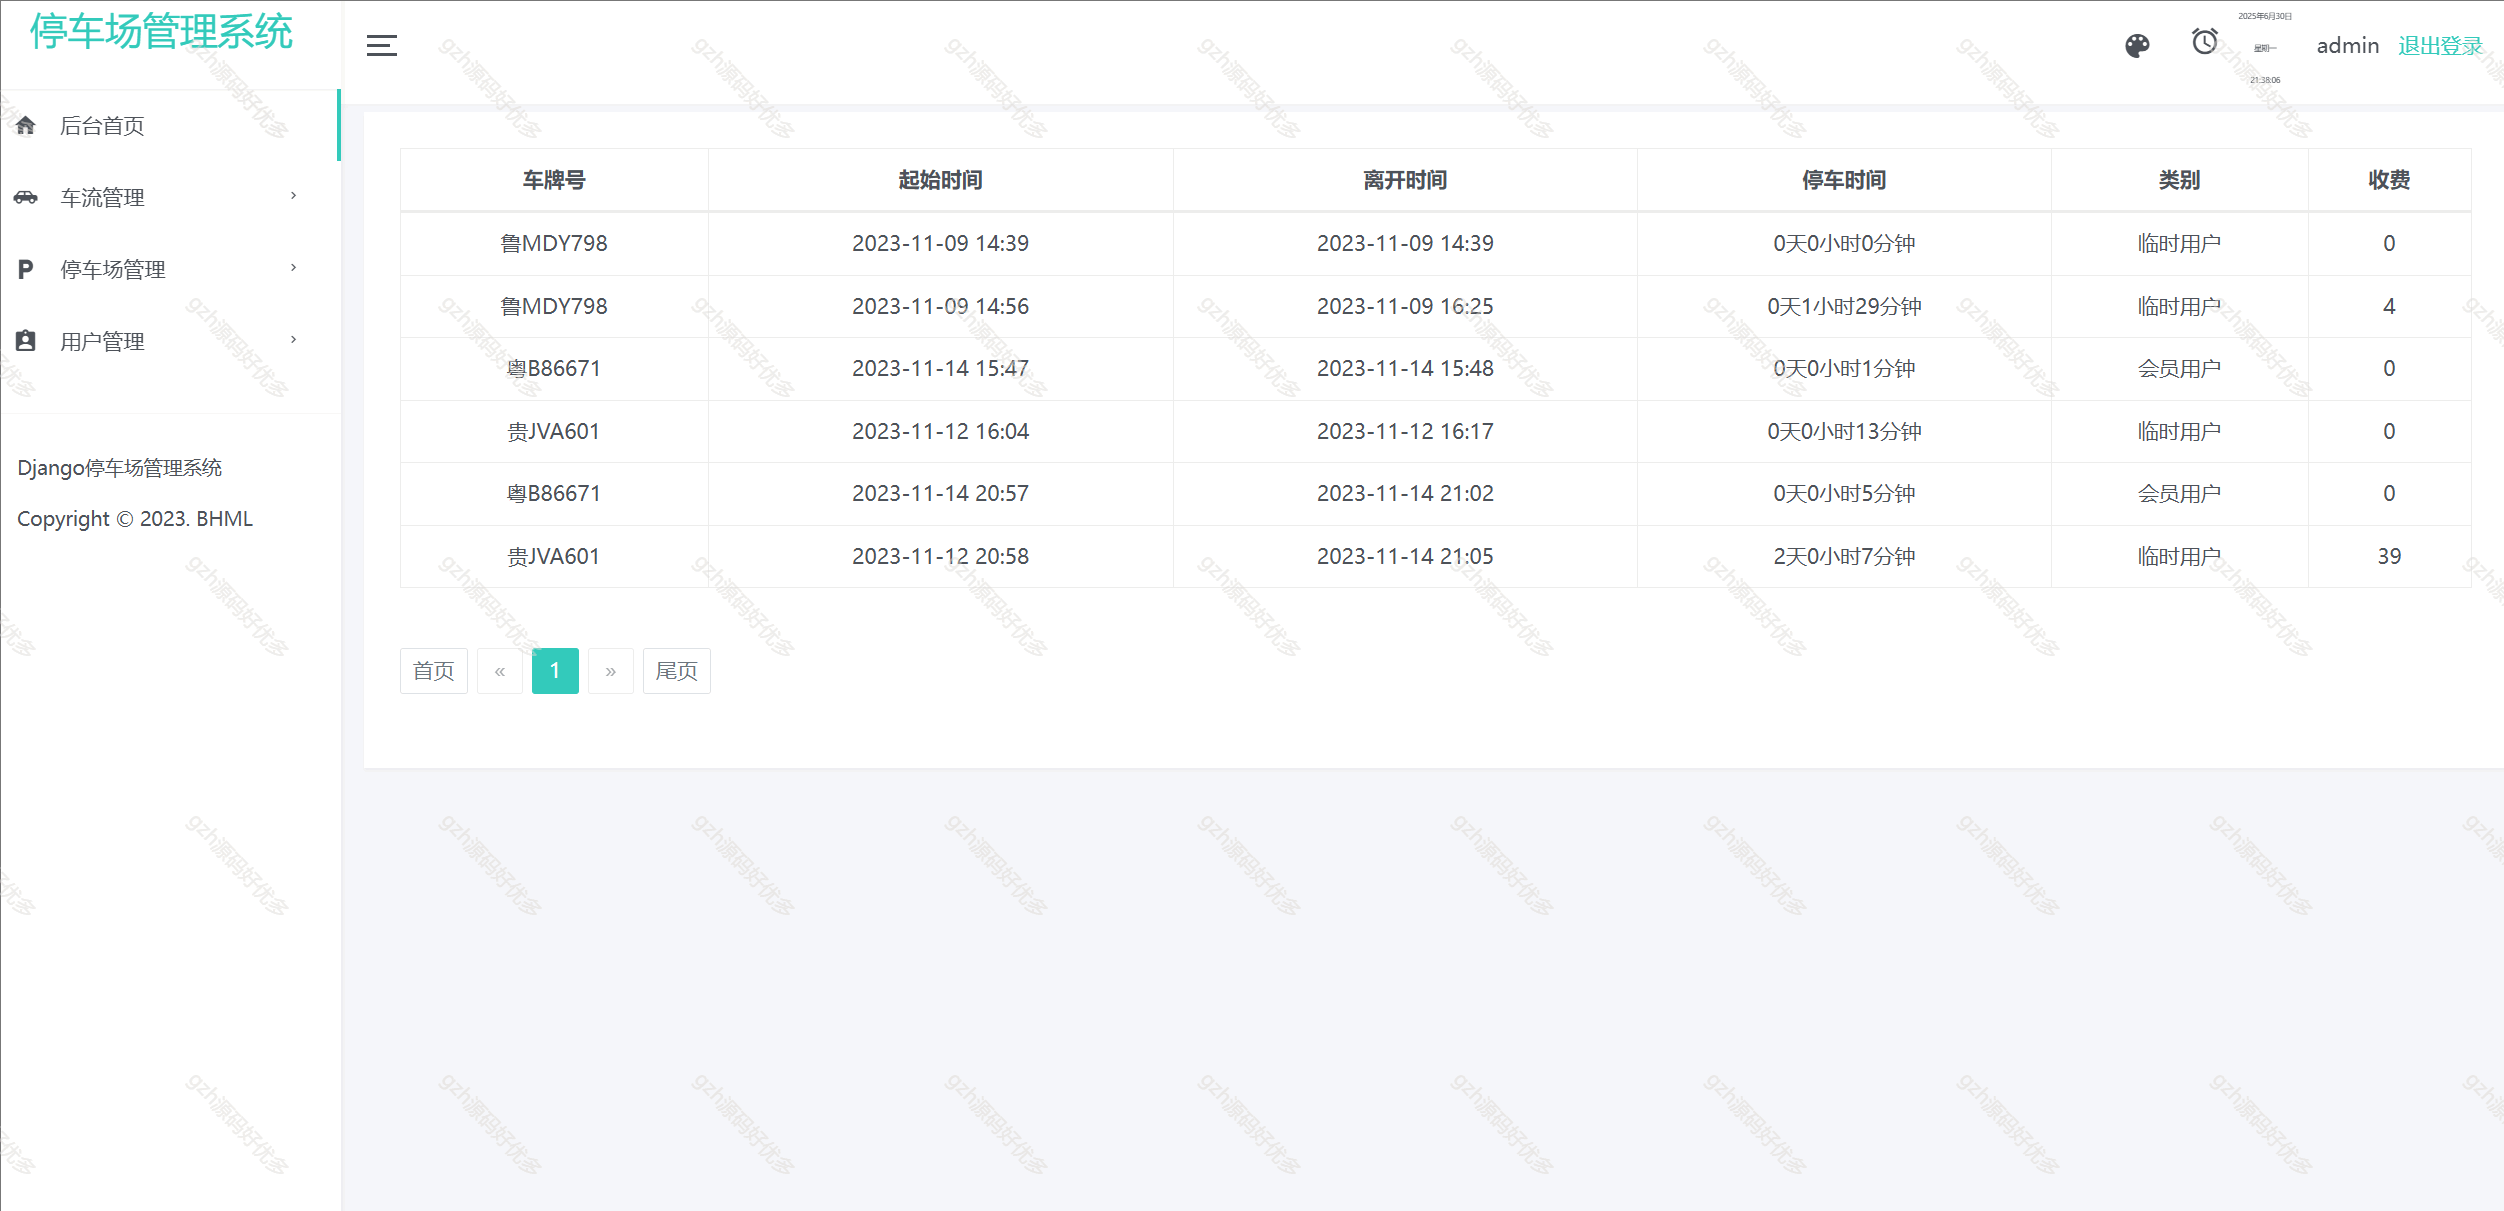 停车场管理系统
2025年6月30日
星期一
21:38:06
admin 退出登录
后台首页
车流管理
停车场管理
用户管理
Django停车场管理系统
Copyright © 2023. BHML
车牌号 起始时间 离开时间 停车时间 类别 收费
鲁MDY798 2023-11-09 14:39 2023-11-09 14:39 0天0小时0分钟 临时用户 0
鲁MDY798 2023-11-09 14:56 2023-11-09 16:25 0天1小时29分钟 临时用户 4
粤B86671 2023-11-14 15:47 2023-11-14 15:48 0天0小时1分钟 会员用户 0
贵JVA601 2023-11-12 16:04 2023-11-12 16:17 0天0小时13分钟 临时用户 0
粤B86671 2023-11-14 20:57 2023-11-14 21:02 0天0小时5分钟 会员用户 0
贵JVA601 2023-11-12 20:58 2023-11-14 21:05 2天0小时7分钟 临时用户 39
首页 « 1 » 尾页
gzh源码好优多